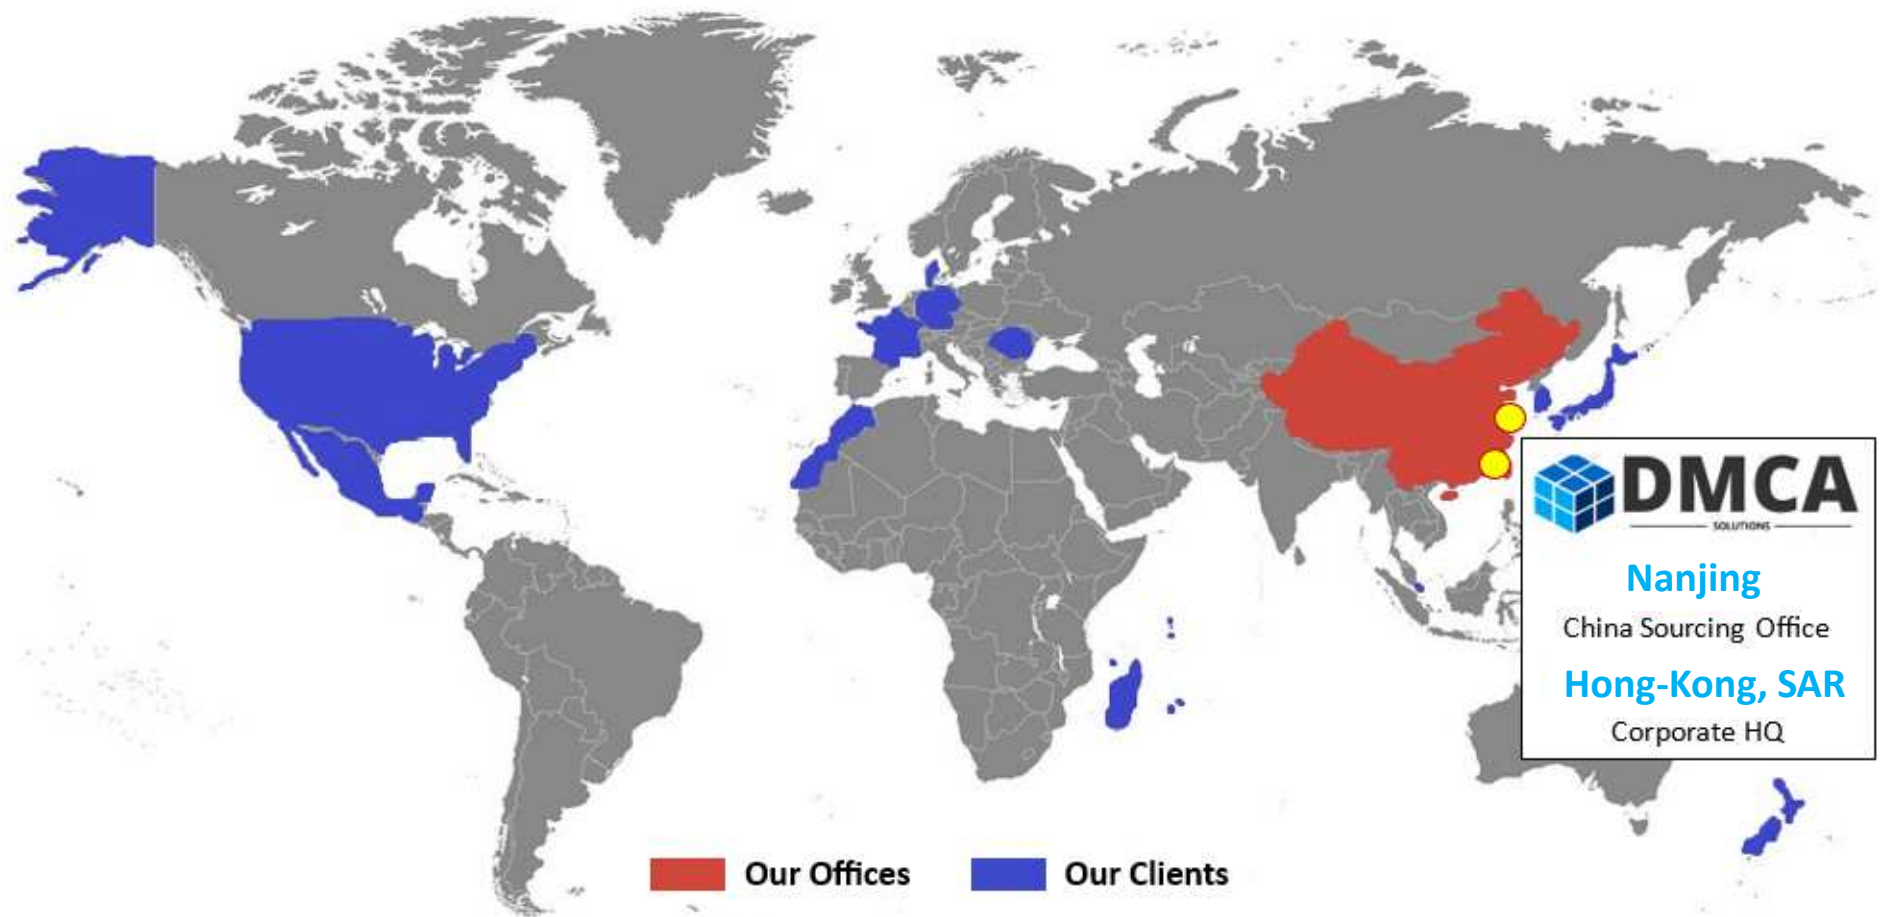 DMCA
SOLUTIONS
Nanjing
China Sourcing Office
Hong-Kong, SAR
Corporate HQ
Our Offices
Our Clients